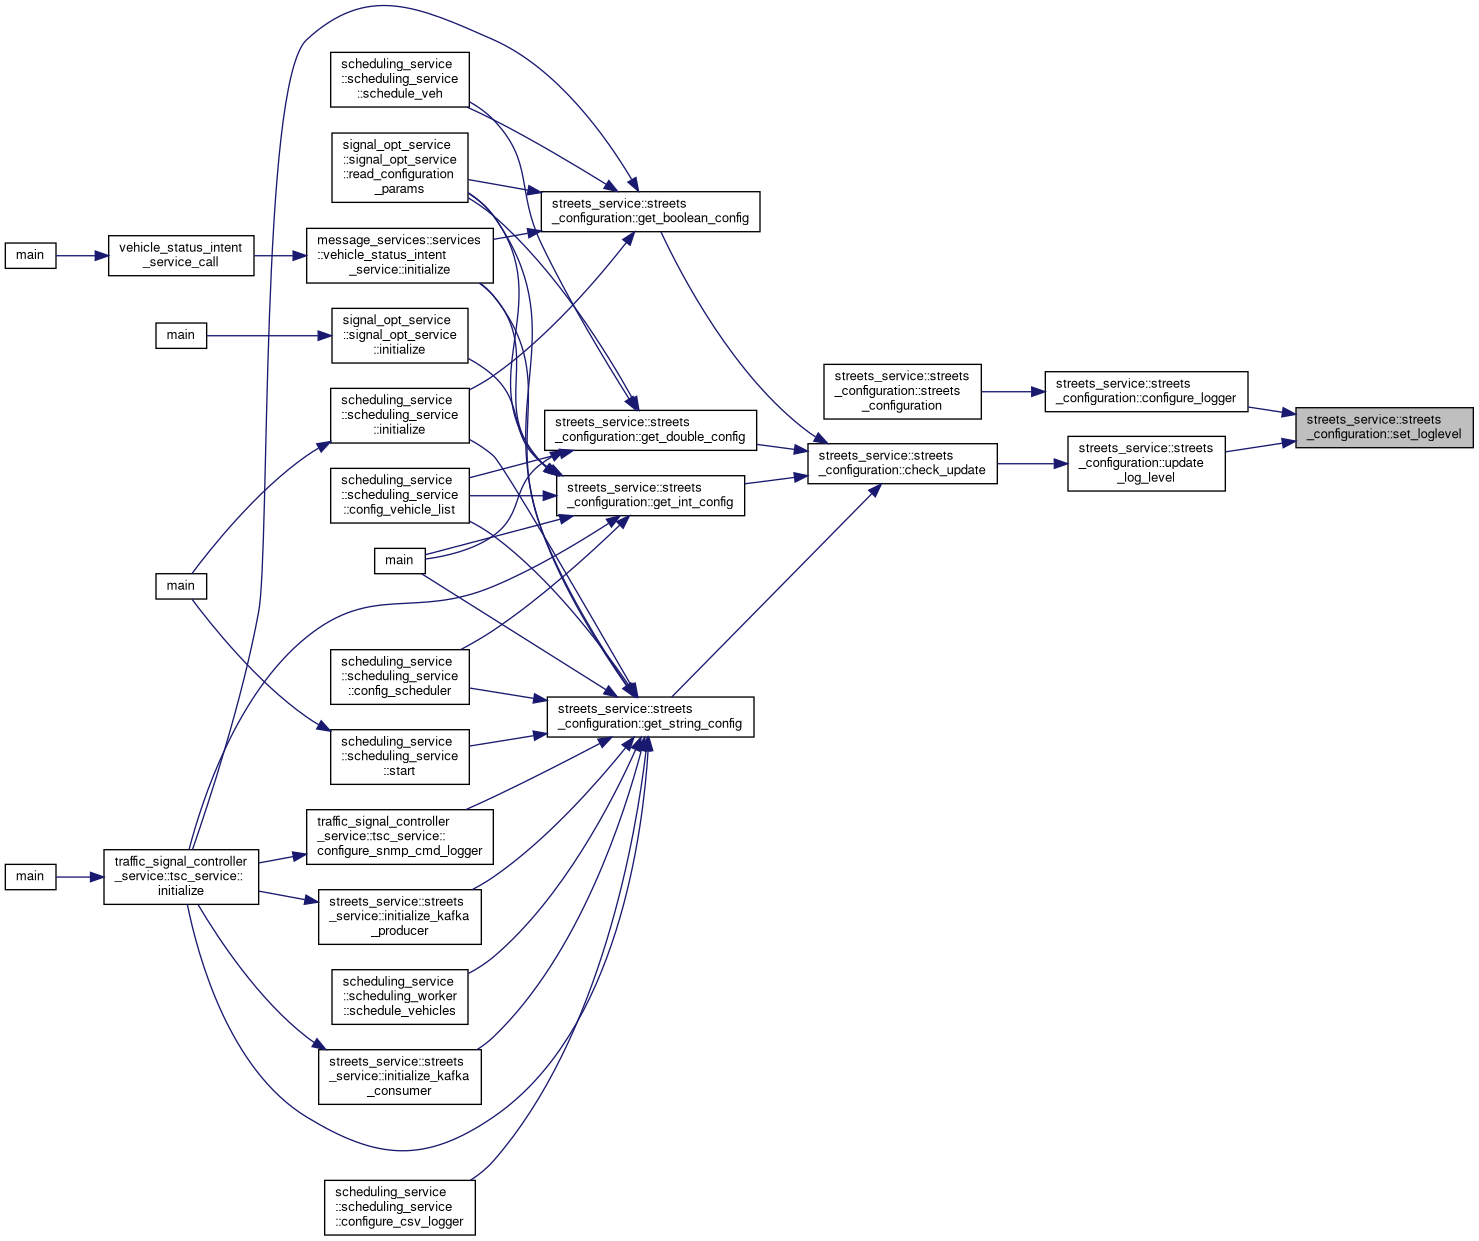 scheduling_service
::scheduling_service
::schedule_veh
signal_opt_service
::signal_opt_service
::read_configuration
_params
streets_service::streets
_configuration::get_boolean_config
main
vehicle_status_intent
_service_call
message_services::services
::vehicle_status_intent
_service::initialize
main
signal_opt_service
::signal_opt_service
::initialize
scheduling_service
::scheduling_service
::initialize
streets_service::streets
_configuration::streets
_configuration
streets_service::streets
_configuration::configure_logger
streets_service::streets
_configuration::set_loglevel
streets_service::streets
_configuration::get_double_config
streets_service::streets
_configuration::check_update
streets_service::streets
_configuration::update
_log_level
scheduling_service
::scheduling_service
::config_vehicle_list
streets_service::streets
_configuration::get_int_config
main
main
scheduling_service
::scheduling_service
::config_scheduler
streets_service::streets
_configuration::get_string_config
scheduling_service
::scheduling_service
::start
traffic_signal_controller
_service::tsc_service::
configure_snmp_cmd_logger
main
traffic_signal_controller
_service::tsc_service::
initialize
streets_service::streets
_service::initialize_kafka
_producer
scheduling_service
::scheduling_worker
::schedule_vehicles
streets_service::streets
_service::initialize_kafka
_consumer
scheduling_service
::scheduling_service
::configure_csv_logger